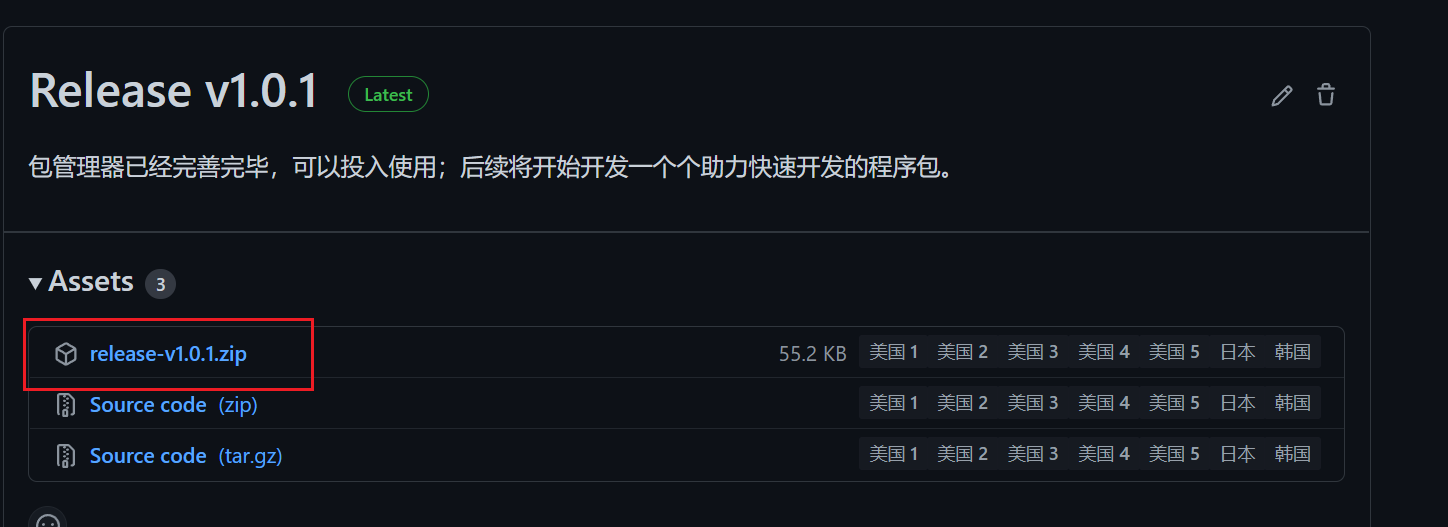 Release v1.0.1 Latest
包管理器已经完善完毕，可以投入使用；后续将开始开发一个个助力快速开发的程序包。
Assets 3
release-v1.0.1.zip 55.2 KB 美国 1 美国 2 美国 3 美国 4 美国 5 日本 韩国
Source code (zip) 美国 1 美国 2 美国 3 美国 4 美国 5 日本 韩国
Source code (tar.gz) 美国 1 美国 2 美国 3 美国 4 美国 5 日本 韩国